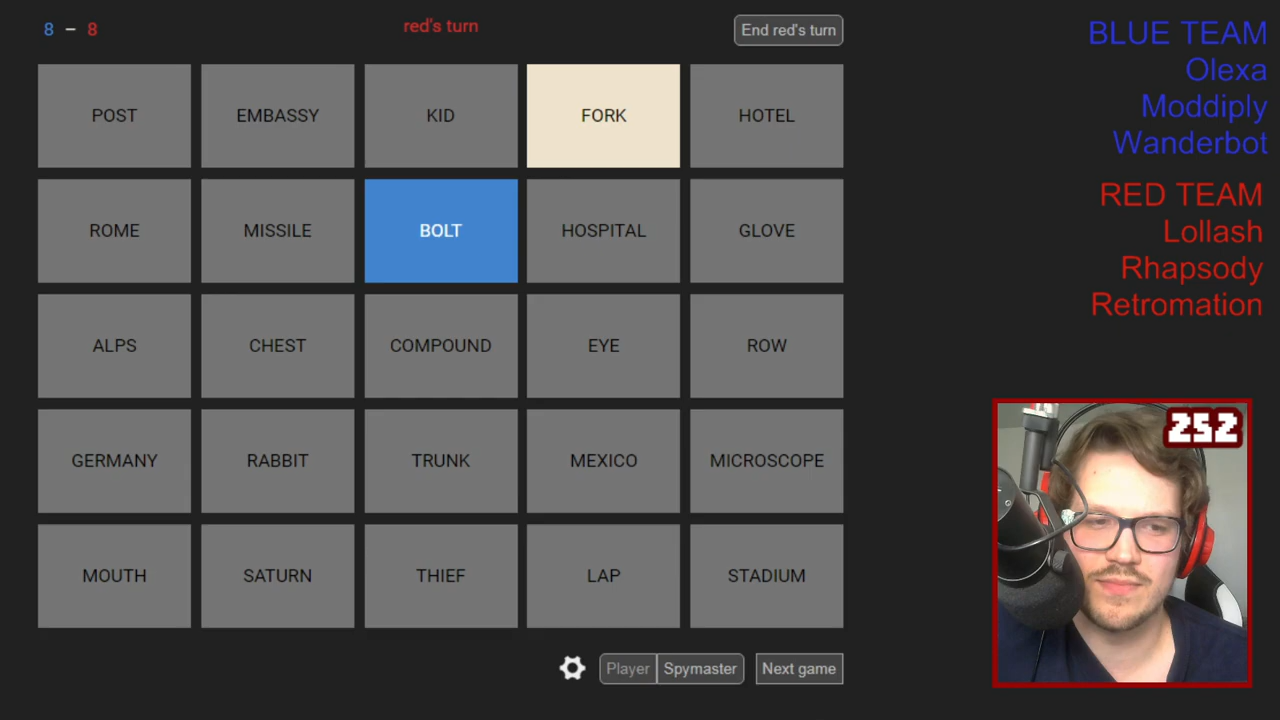 8 – 8
red's turn
End red's turn
POST EMBASSY KID FORK HOTEL
ROME MISSILE BOLT HOSPITAL GLOVE
ALPS CHEST COMPOUND EYE ROW
GERMANY RABBIT TRUNK MEXICO MICROSCOPE
MOUTH SATURN THIEF LAP STADIUM
Player Spymaster Next game
BLUE TEAM
Olexa
Moddiply
Wanderbot
RED TEAM
Lollash
Rhapsody
Retromation
252